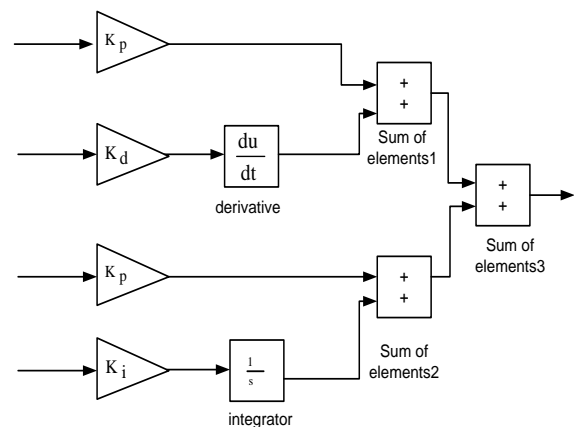 K p
+
+
Sum of
elements1
K d
du
dt
derivative
+
+
Sum of
elements3
K p
+
+
Sum of
elements2
K i
1
s
integrator